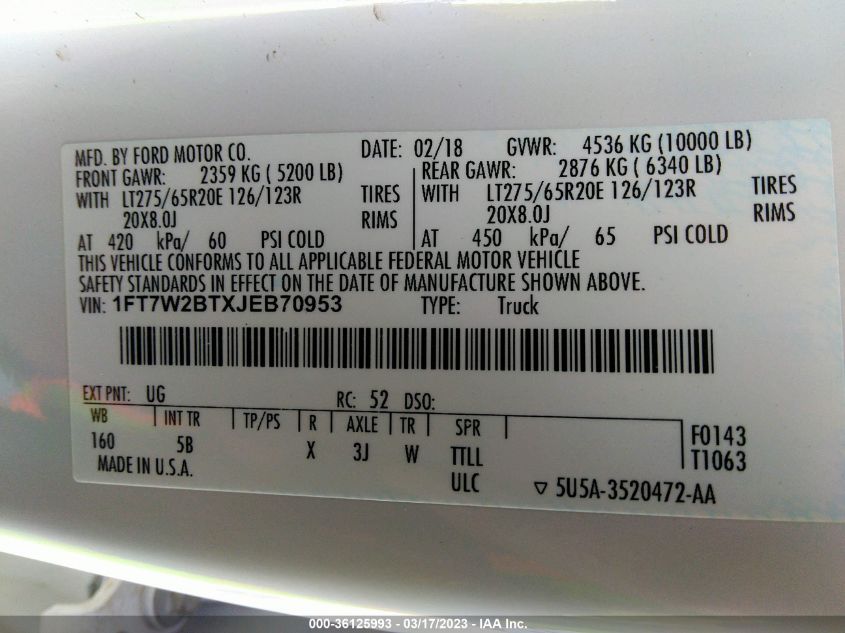 MFD. BY FORD MOTOR CO. DATE: 02/18 GVWR: 4536 KG (10000 LB)
FRONT GAWR: 2359 KG ( 5200 LB) REAR GAWR: 2876 KG ( 6340 LB)
WITH LT275/65R20E 126/123R TIRES WITH LT275/65R20E 126/123R TIRES
20X8.0J RIMS 20X8.0J RIMS
AT 420 kPa/ 60 PSI COLD AT 450 kPa/ 65 PSI COLD
THIS VEHICLE CONFORMS TO ALL APPLICABLE FEDERAL MOTOR VEHICLE
SAFETY STANDARDS IN EFFECT ON THE DATE OF MANUFACTURE SHOWN ABOVE.
VIN: 1FT7W2BTXJEB70953 TYPE: Truck
EXT PNT: UG RC: 52 DSO:
WB INT TR TP/PS R AXLE TR SPR F0143
160 5B X 3J W TTLL T1063
MADE IN U.S.A. ULC ▽ 5U5A-3520472-AA
000-36125993 — 03/17/2023 — IAA Inc.